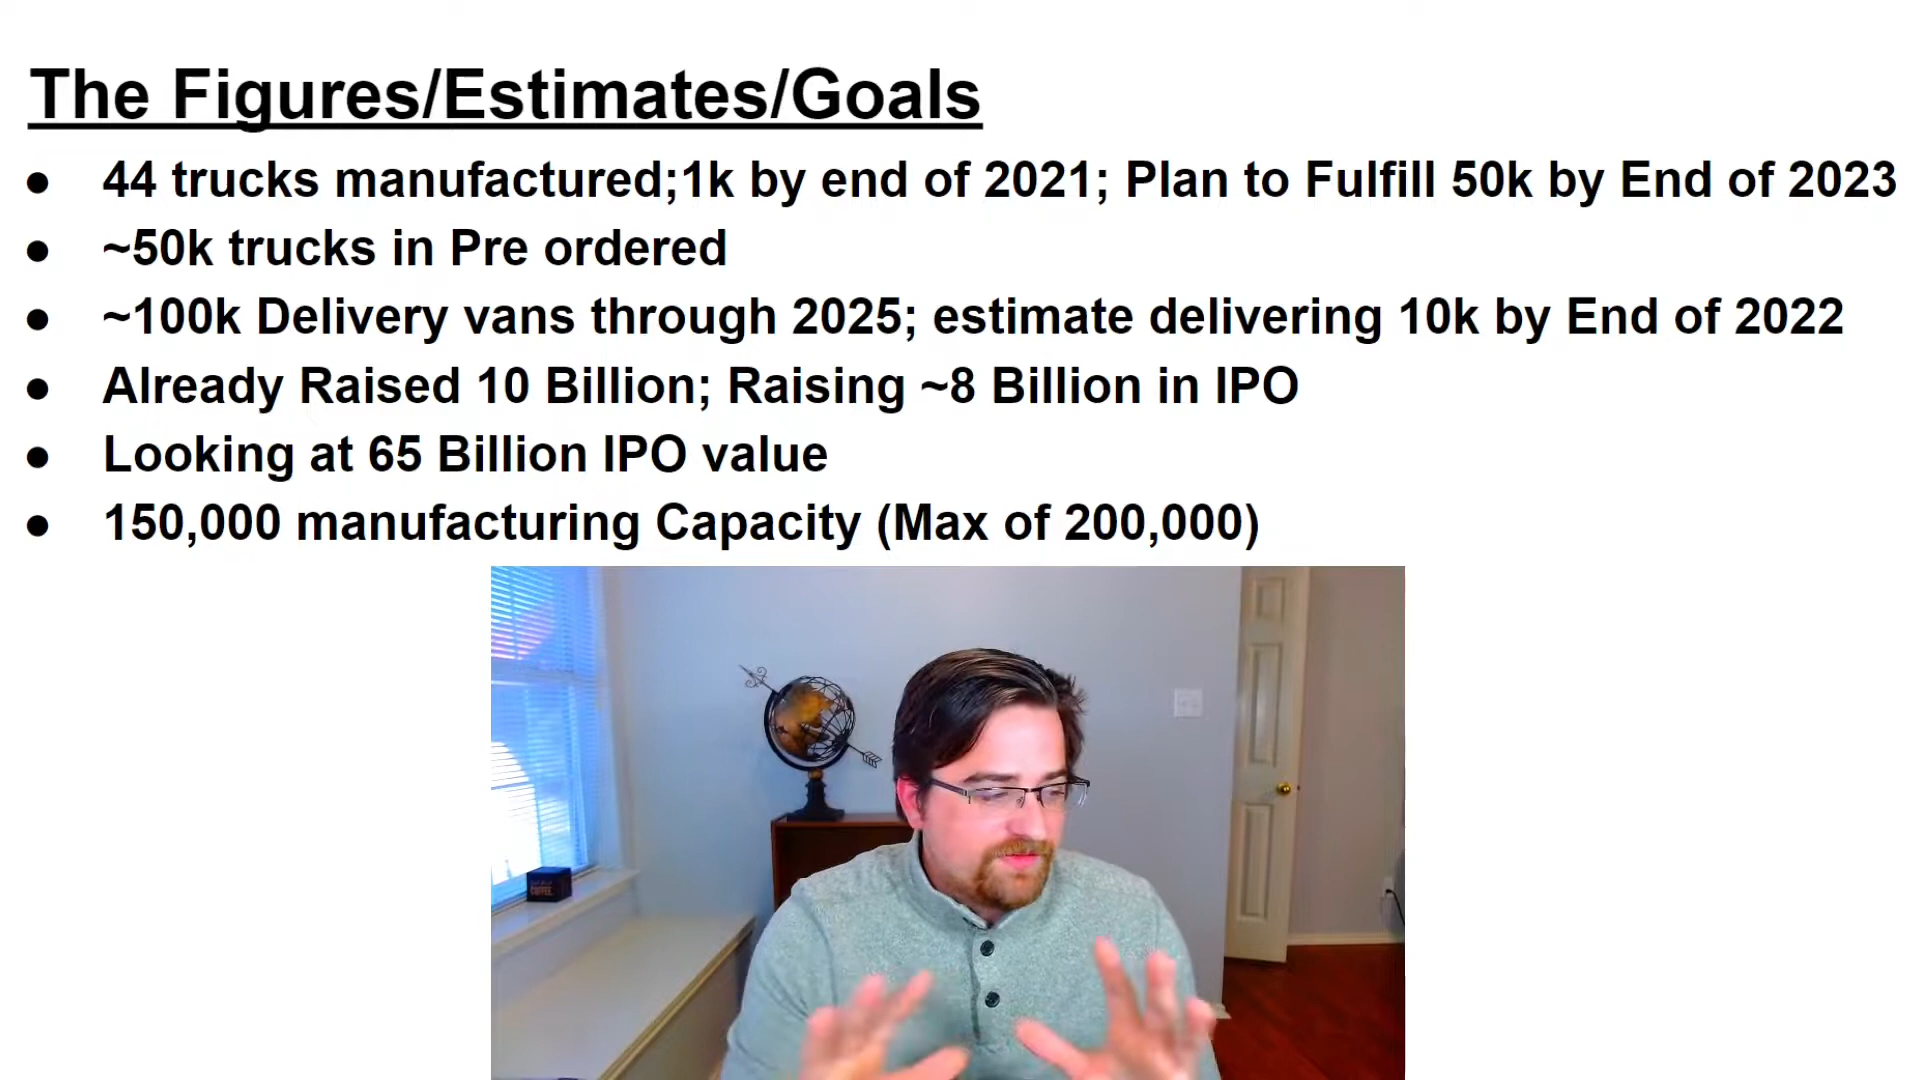 The Figures/Estimates/Goals
● 44 trucks manufactured;1k by end of 2021; Plan to Fulfill 50k by End of 2023
● ~50k trucks in Pre ordered
● ~100k Delivery vans through 2025; estimate delivering 10k by End of 2022
● Already Raised 10 Billion; Raising ~8 Billion in IPO
● Looking at 65 Billion IPO value
● 150,000 manufacturing Capacity (Max of 200,000)
COFFEE